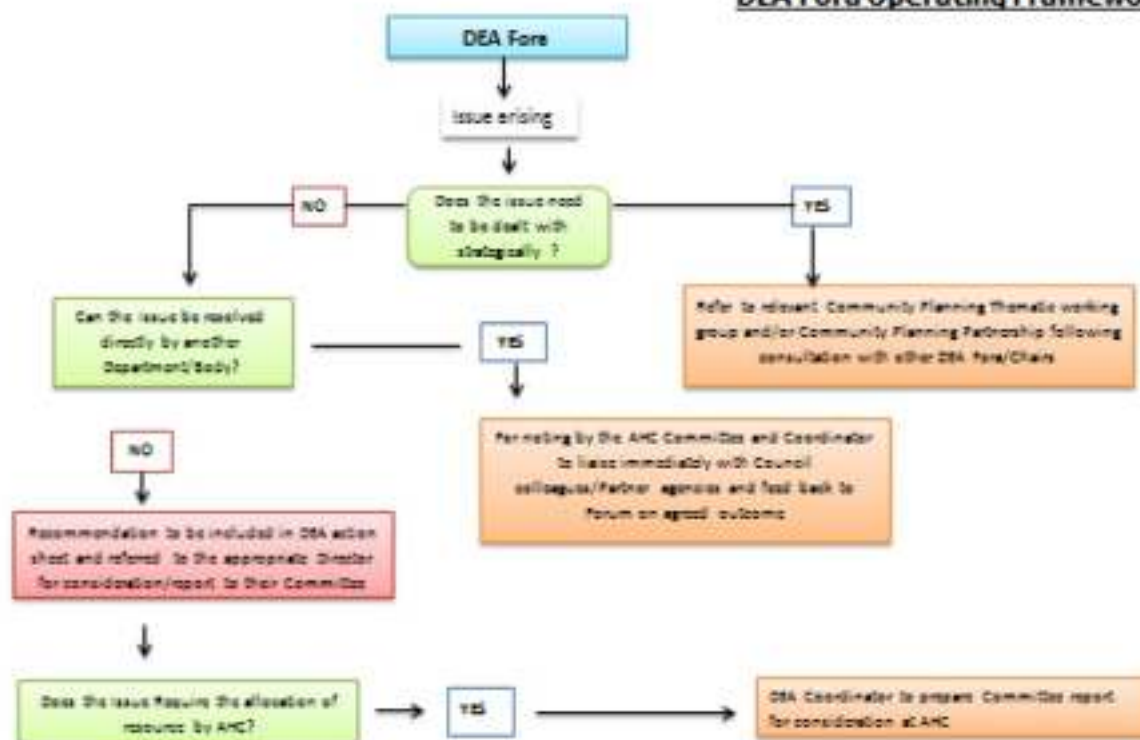 DEA Fora Operating Framewo
DEA Fora
Issue arising
NO
Does the issue need
to be dealt with
strategically ?
YES
Can the issue be resolved
directly by another
Department/Body?
YES
Refer to relevant Community Planning Thematic working
group and/or Community Planning Partnership following
consultation with other DEA Fora/Chairs
NO
For noting by the AHC Committee and Coordinator
to liaise immediately with Council
colleagues/Partner agencies and feed back to
Forum on agreed outcome
Recommendation to be included in DEA action
sheet and referred to the appropriate Director
for consideration/report to their Committee
Does the issue Require the allocation of
resource by AHC?
YES
DEA Coordinator to prepare Committee report
for consideration at AHC